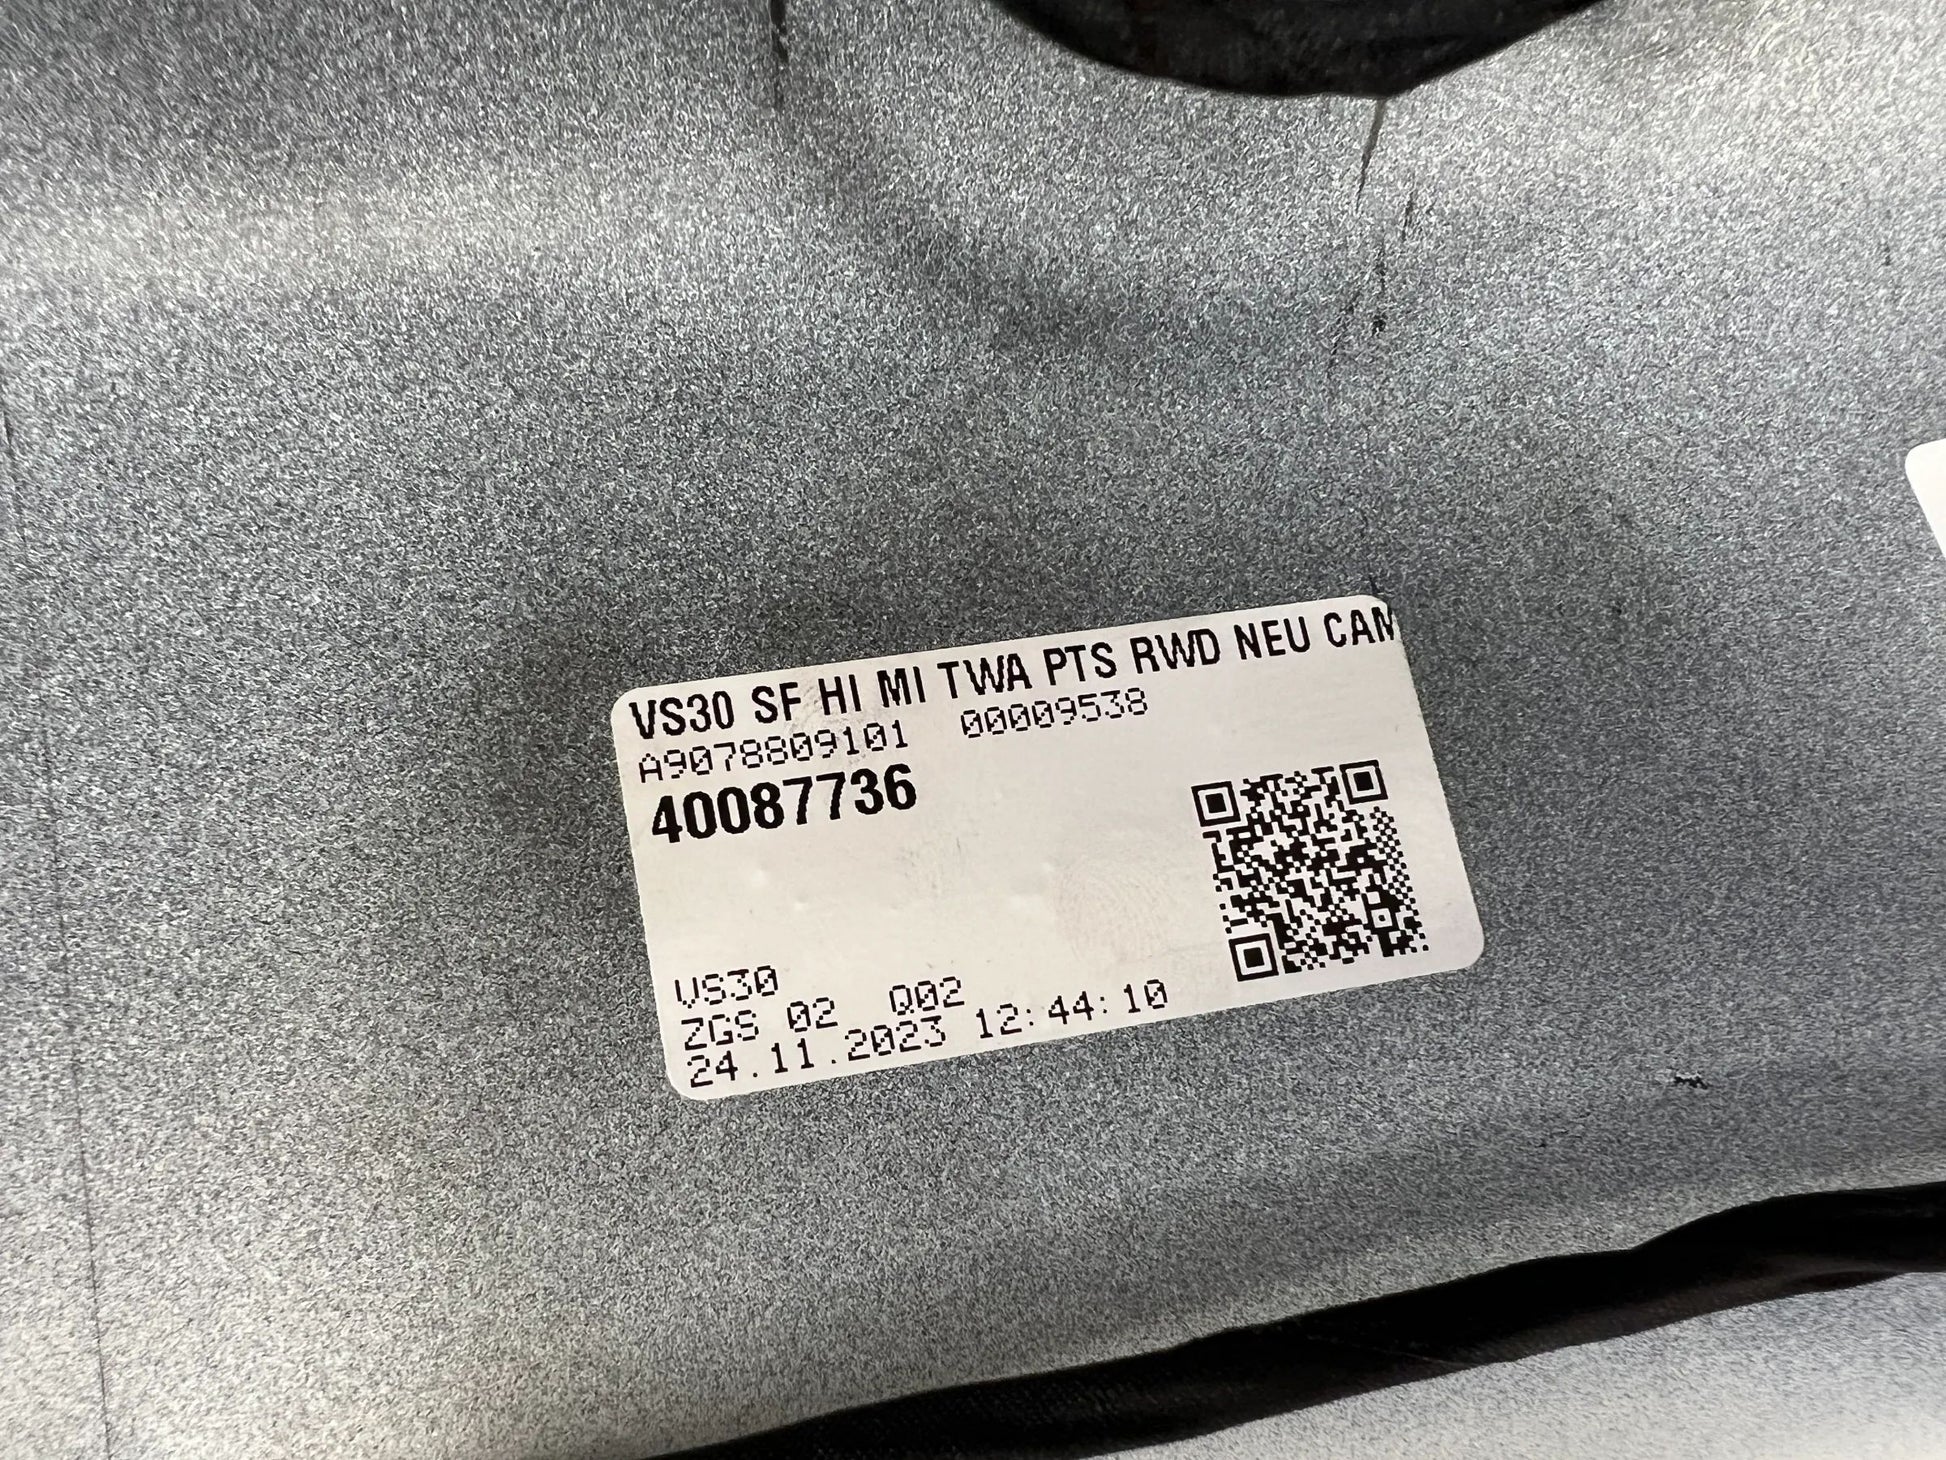 VS30 SF HI MI TWA PTS RWD NEU CAM
A9078809101 00009538
40087736
VS30
ZGS 02 Q02
24.11.2023 12:44:10